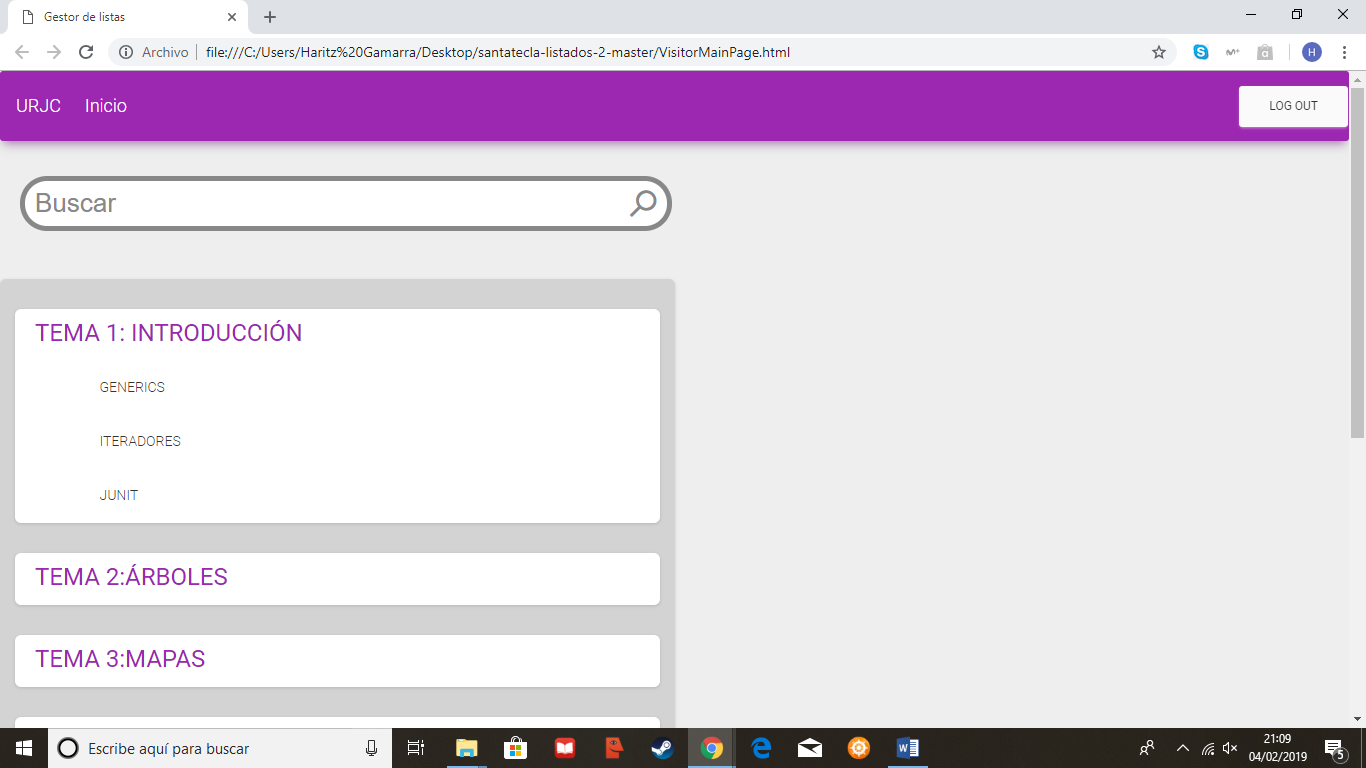 Gestor de listas
Archivo file:///C:/Users/Haritz%20Gamarra/Desktop/santatecla-listados-2-master/VisitorMainPage.html
H
URJC Inicio LOG OUT
Buscar
TEMA 1: INTRODUCCIÓN
GENERICS
ITERADORES
JUNIT
TEMA 2:ÁRBOLES
TEMA 3:MAPAS
Escribe aquí para buscar
21:09
04/02/2019
5